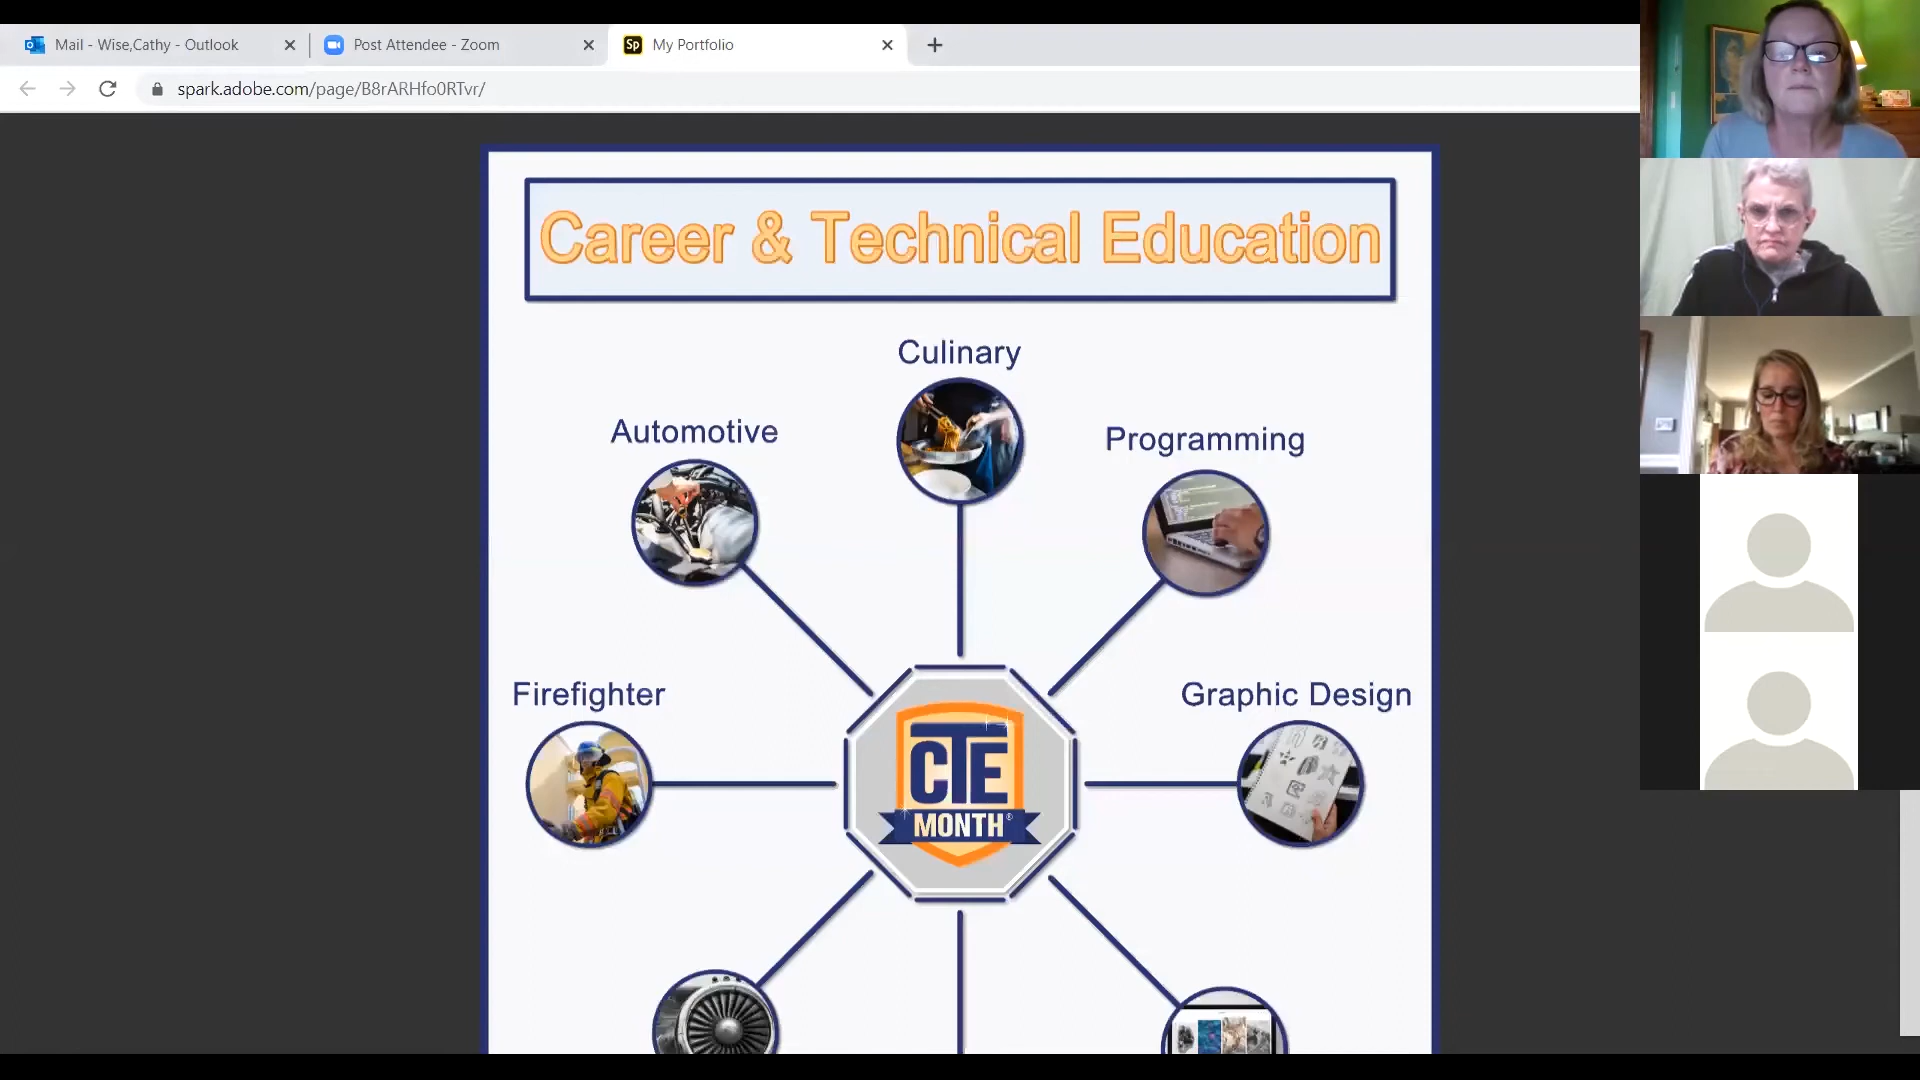 Mail - Wise,Cathy - Outlook
Post Attendee - Zoom
Sp
My Portfolio
spark.adobe.com/page/B8rARHfo0RTvr/
Career & Technical Education
Culinary
Automotive
Programming
Firefighter
Graphic Design
CTE
MONTH®